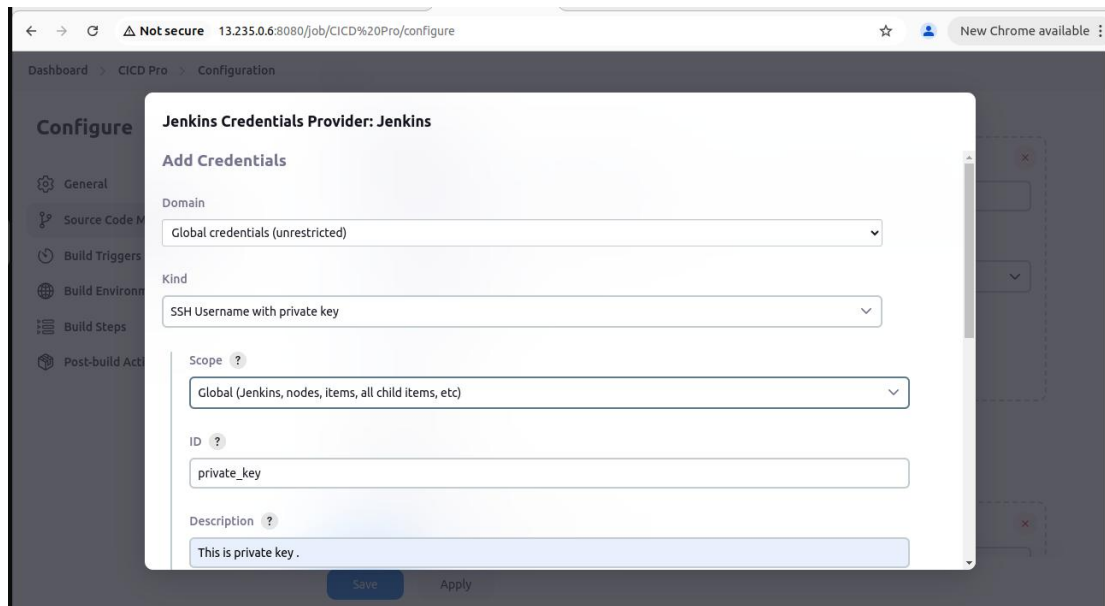 Not secure 13.235.0.6:8080/job/CICD%20Pro/configure New Chrome available
Dashboard > CICD Pro > Configuration
Configure
General
Source Code M
Build Triggers
Build Environm
Build Steps
Post-build Acti
Jenkins Credentials Provider: Jenkins
Add Credentials
Domain
Global credentials (unrestricted)
Kind
SSH Username with private key
Scope ?
Global (Jenkins, nodes, items, all child items, etc)
ID ?
private_key
Description ?
This is private key .
Save Apply